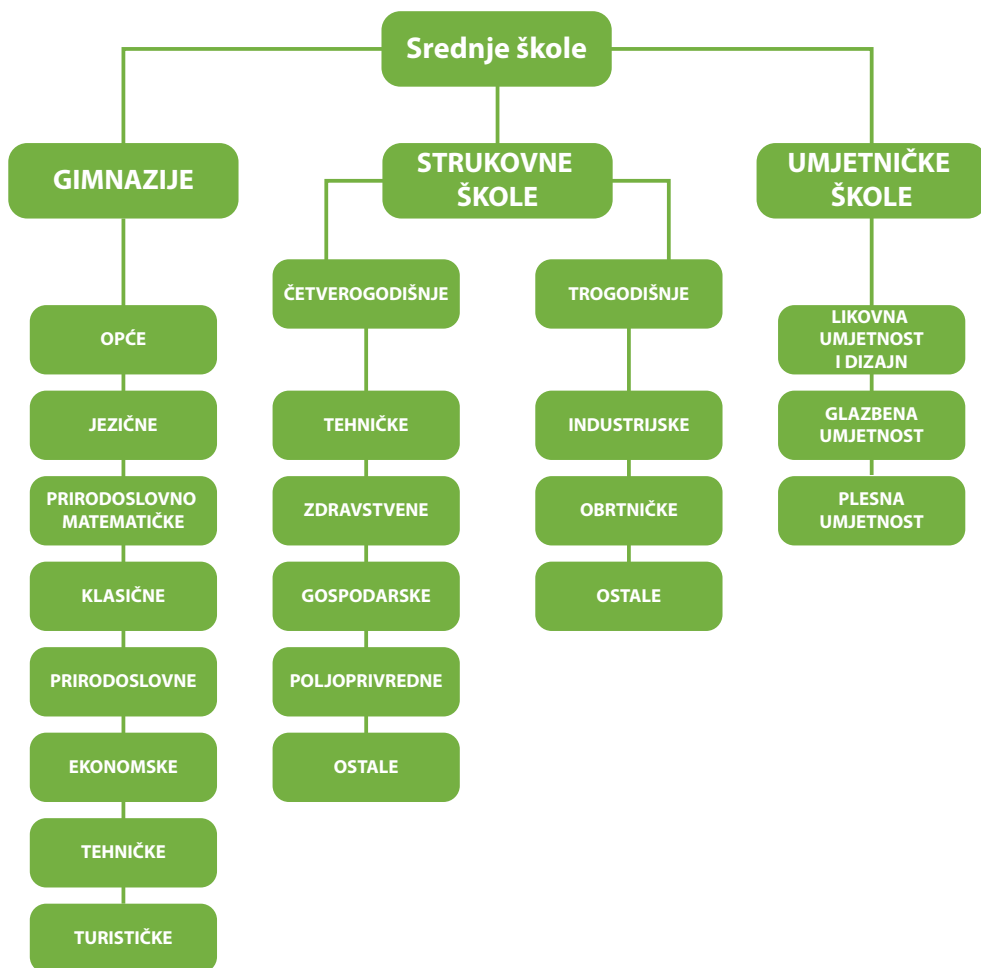 Srednje škole
GIMNAZIJE
STRUKOVNE
ŠKOLE
UMJETNIČKE
ŠKOLE
ČETVEROGODIŠNJE
TROGODIŠNJE
OPĆE
JEZIČNE
PRIRODOSLOVNO
MATEMATIČKE
KLASIČNE
PRIRODOSLOVNE
EKONOMSKE
TEHNIČKE
TURISTIČKE
TEHNIČKE
ZDRAVSTVENE
GOSPODARSKE
POLJOPRIVREDNE
OSTALE
INDUSTRIJSKE
OBRTNIČKE
OSTALE
LIKOVNA
UMJETNOST
I DIZAJN
GLAZBENA
UMJETNOST
PLESNA
UMJETNOST